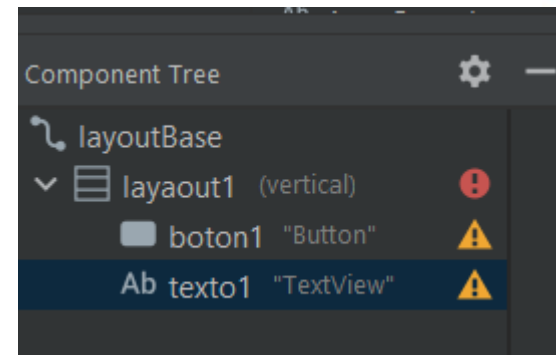 Component Tree
layoutBase
layaout1 (vertical)
boton1 "Button"
Ab texto1 "TextView"